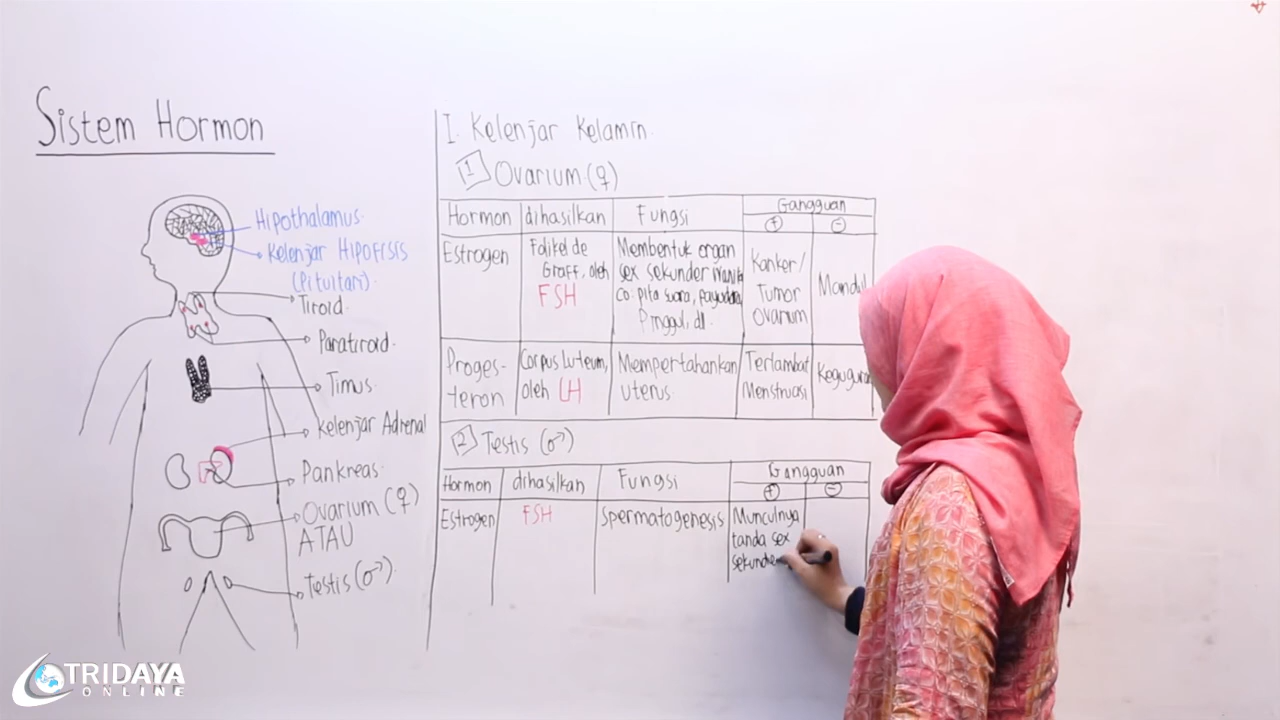 Sistem Hormon
Hipothalamus
Kelenjar HIPOFISIS
(Pituitari)
Tiroid
Paratiroid
Timus
Kelenjar Adrenal
Pankreas
Ovarium (♀)
ATAU
Testis (♂)
I. Kelenjar Kelamin
1 Ovarium (♀)
Hormon dihasilkan Fungsi Gangguan
+ -
Estrogen
Folikel de
Graff, oleh
FSH
Membentuk organ
sex sekunder wanita
co: pita suara, payudara
Pinggul, dll.
Kanker/
Tumor
Ovarium
Mandul
Proges-
teron
Corpus Luteum,
oleh LH
Mempertahankan
uterus.
Terlambat
Menstruasi
Keguguran
2 Testis (♂)
Hormon dihasilkan Fungsi Gangguan
+ -
Estrogen FSH Spermatogenesis
Munculnya
tanda sex
sekunder
TRIDAYA
ONLINE